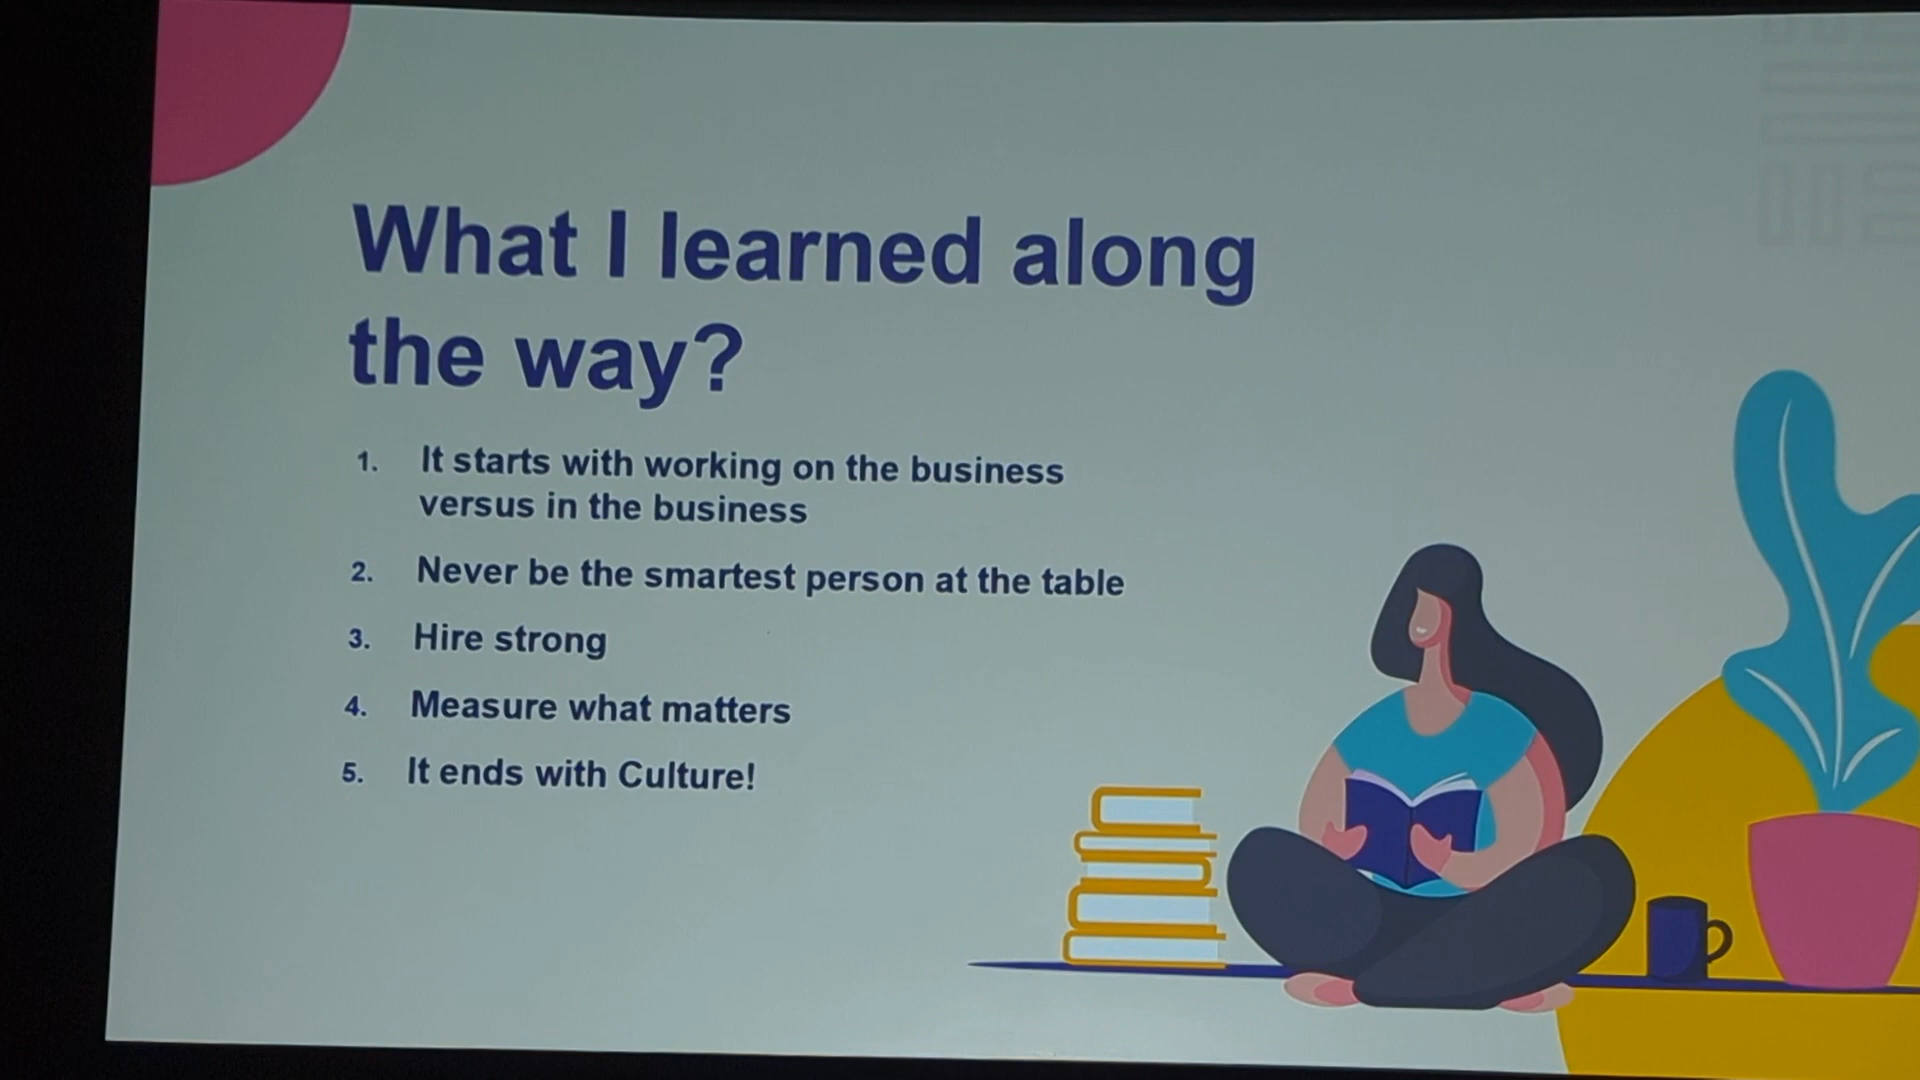 What I learned along
the way?
1. It starts with working on the business
versus in the business
2. Never be the smartest person at the table
3. Hire strong
4. Measure what matters
5. It ends with Culture!